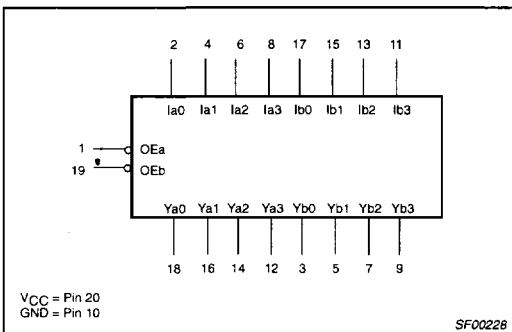 2 4 6 8 17 15 13 11
Ia0 Ia1 Ia2 Ia3 Ib0 Ib1 Ib2 Ib3
1 OEa
19 OEb
Ya0 Ya1 Ya2 Ya3 Yb0 Yb1 Yb2 Yb3
18 16 14 12 3 5 7 9
VCC = Pin 20
GND = Pin 10
SF00228